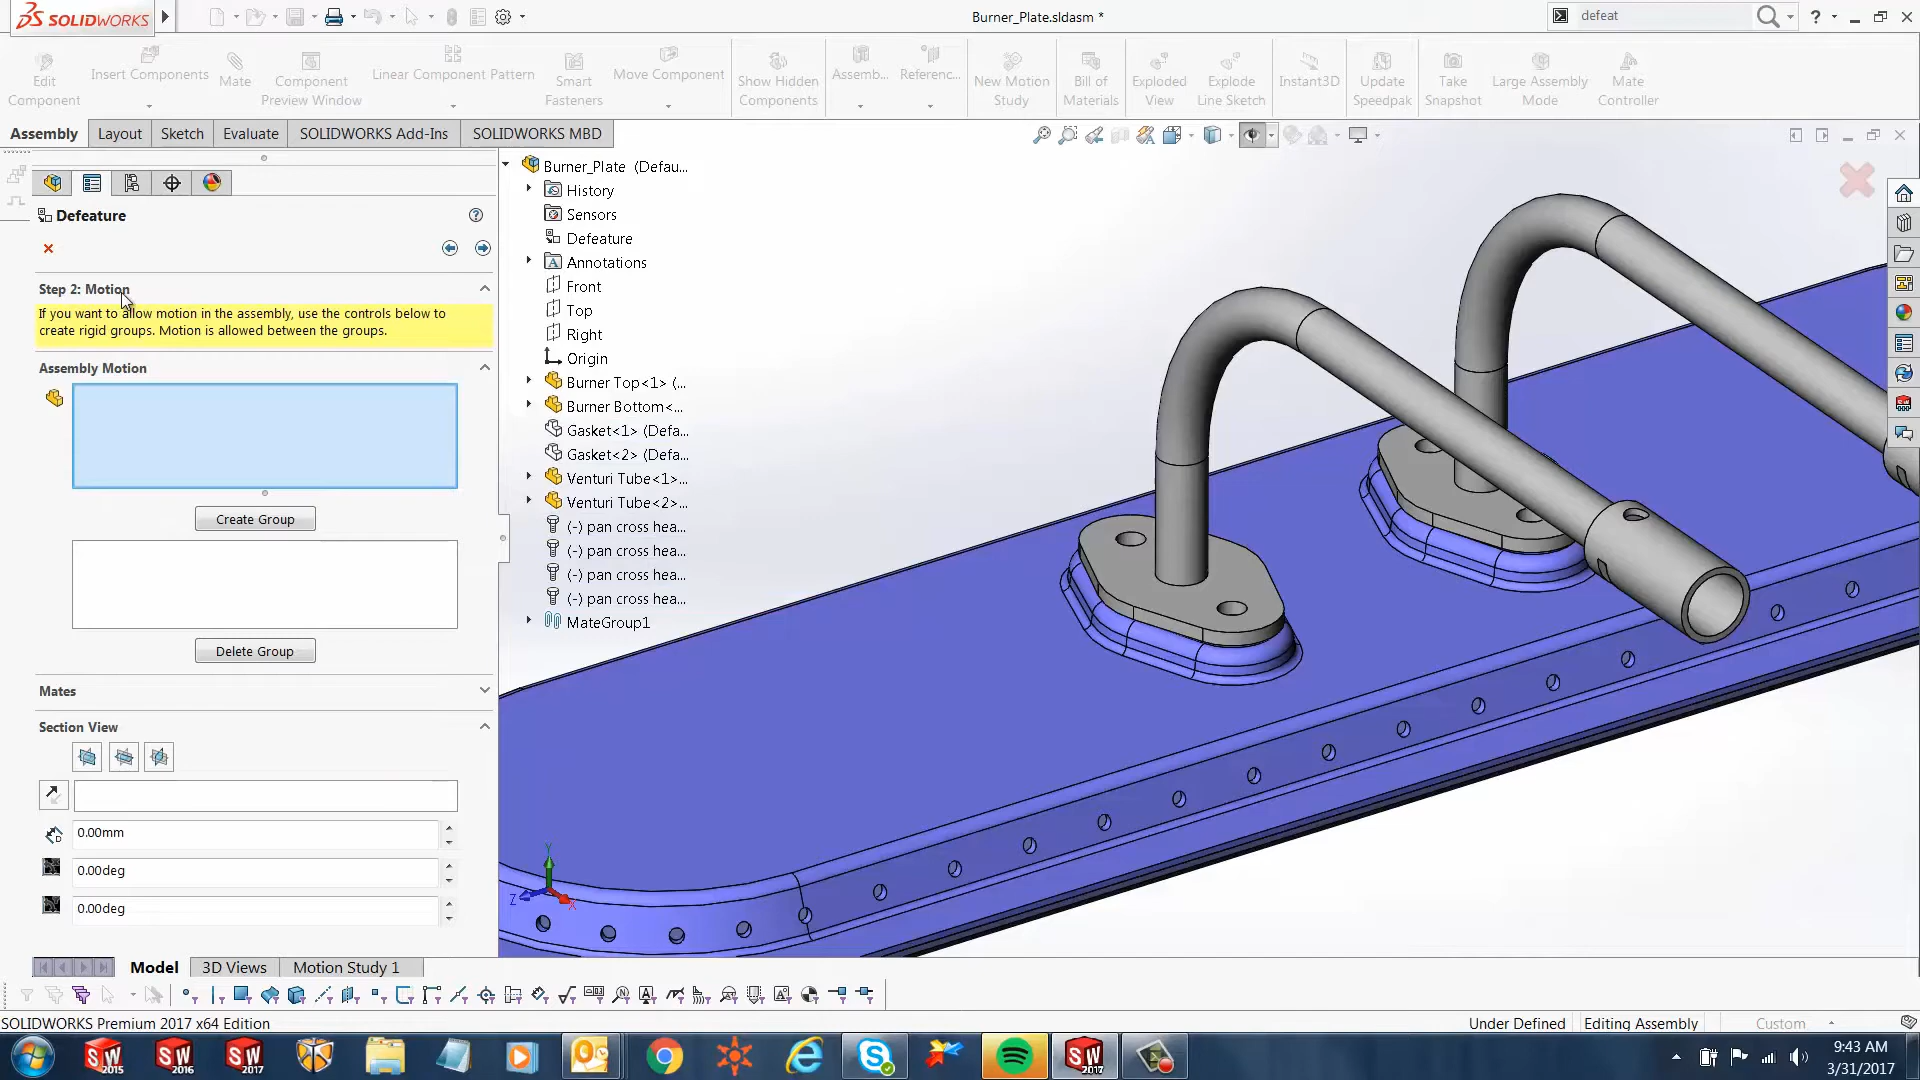 SOLIDWORKS
Burner_Plate.sldasm *
defeat
Edit Component
Insert Components
Mate
Component Preview Window
Linear Component Pattern
Smart Fasteners
Move Component
Show Hidden Components
Assemb...
Referenc...
New Motion Study
Bill of Materials
Exploded View
Explode Line Sketch
Instant3D
Update Speedpak
Take Snapshot
Large Assembly Mode
Mate Controller
Assembly
Layout
Sketch
Evaluate
SOLIDWORKS Add-Ins
SOLIDWORKS MBD
Defeature
Step 2: Motion
If you want to allow motion in the assembly, use the controls below to
create rigid groups. Motion is allowed between the groups.
Assembly Motion
Create Group
Delete Group
Mates
Section View
0.00mm
0.00deg
0.00deg
Burner_Plate (Defau...
History
Sensors
Defeature
Annotations
Front
Top
Right
Origin
Burner Top<1> (...
Burner Bottom<...
Gasket<1> (Defa...
Gasket<2> (Defa...
Venturi Tube<1>...
Venturi Tube<2>...
(-) pan cross hea...
(-) pan cross hea...
(-) pan cross hea...
(-) pan cross hea...
MateGroup1
Y
Z
X
Model
3D Views
Motion Study 1
SOLIDWORKS Premium 2017 x64 Edition
Under Defined
Editing Assembly
Custom
SW 2015
SW 2016
SW 2017
SW 2017
9:43 AM
3/31/2017